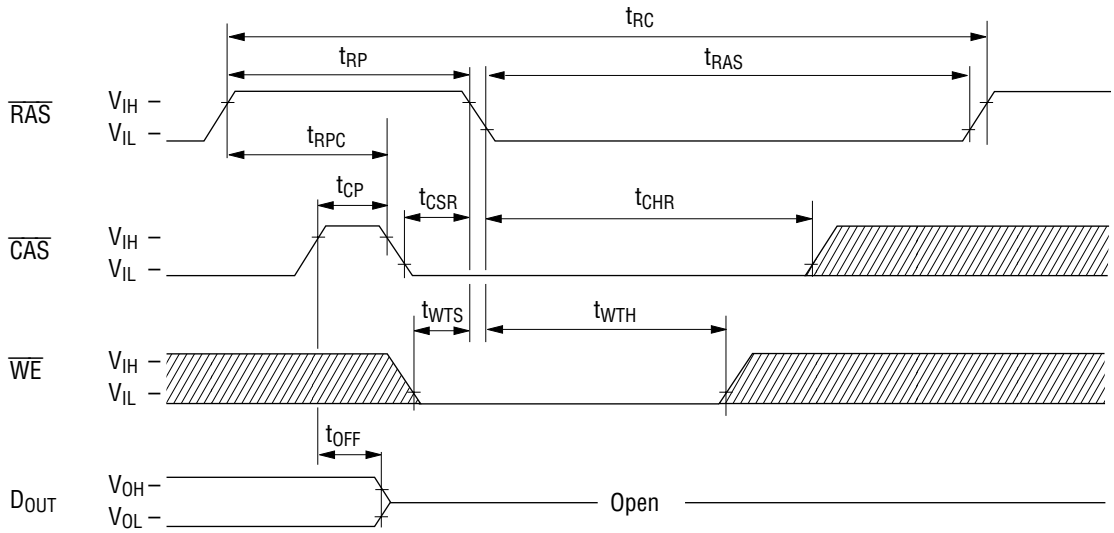 tRC
tRP
tRAS
RAS
VIH –
VIL –
tRPC
tCP
tCSR
tCHR
CAS
VIH –
VIL –
tWTS
tWTH
WE
VIH –
VIL –
tOFF
DOUT
VOH –
VOL –
Open